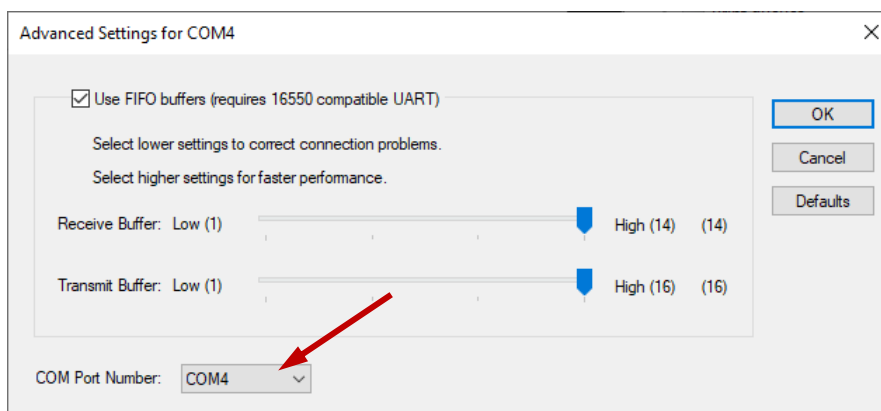 Advanced Settings for COM4
Use FIFO buffers (requires 16550 compatible UART)
OK
Select lower settings to correct connection problems.
Cancel
Select higher settings for faster performance.
Defaults
Receive Buffer: Low (1) High (14) (14)
Transmit Buffer: Low (1) High (16) (16)
COM Port Number: COM4